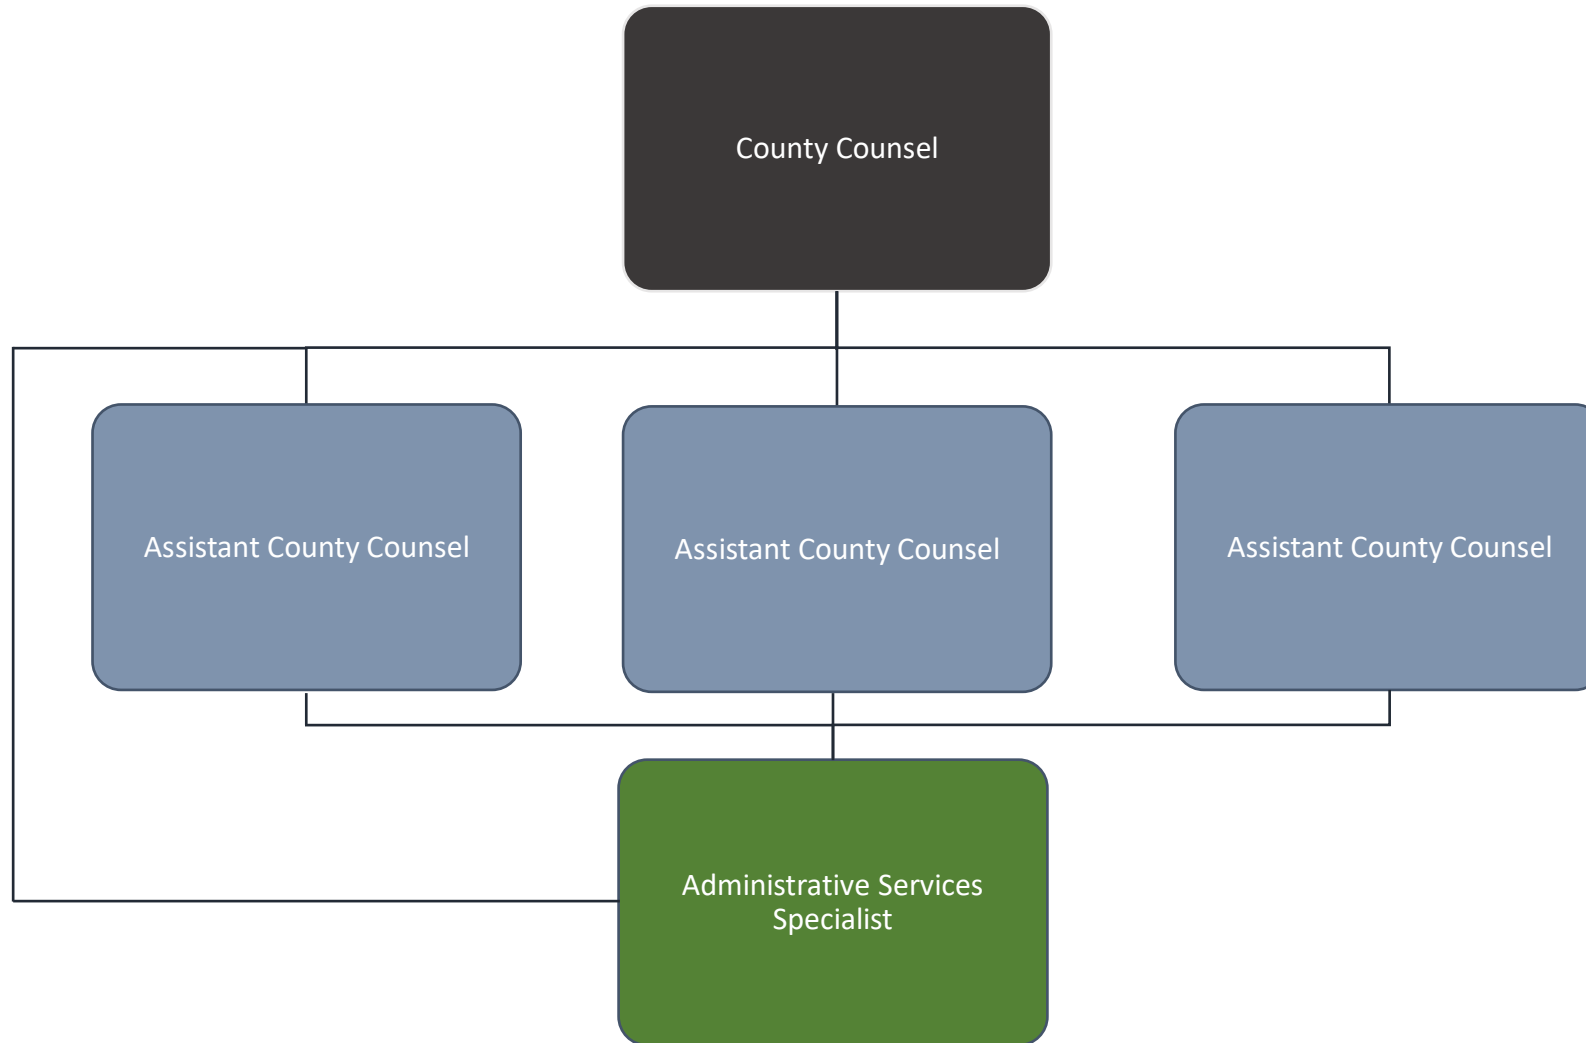 County Counsel
Assistant County Counsel
Assistant County Counsel
Assistant County Counsel
Administrative Services
Specialist